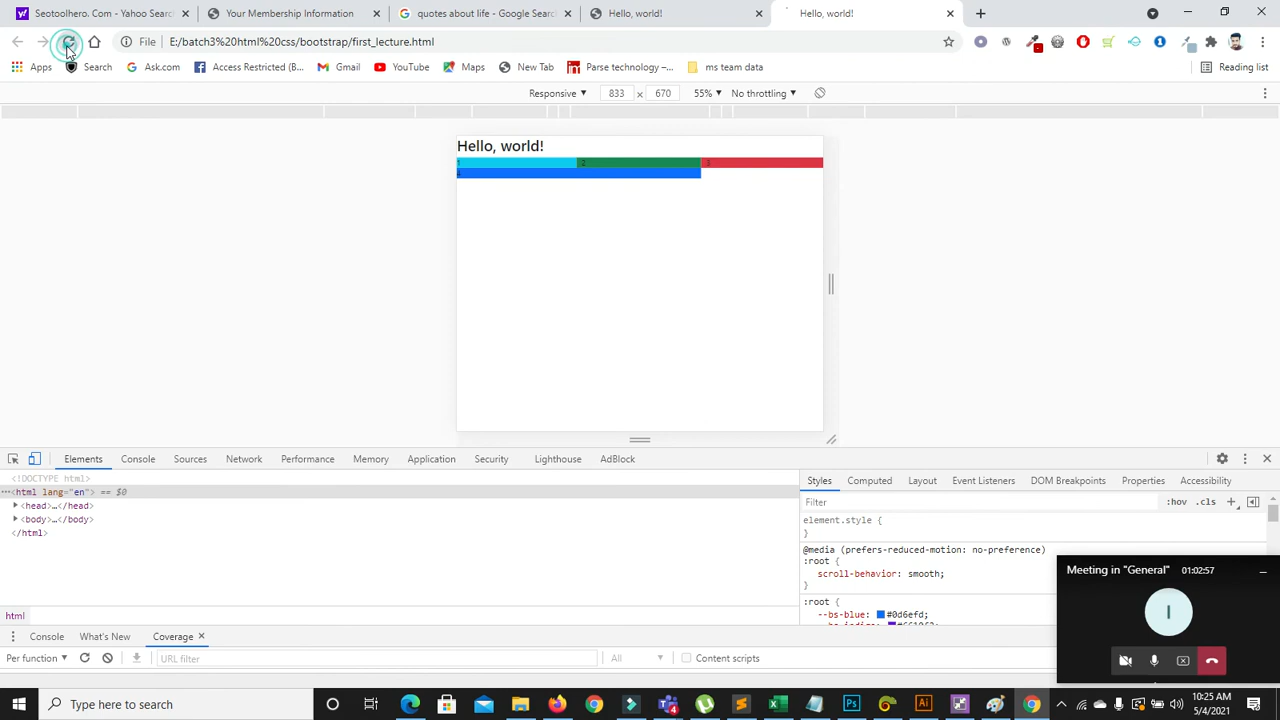 Seotoolhero. Com - Yahoo Searc
Your Membership Information
quotes about life - Google Searc
Hello, world!
Hello, world!
File
E:/batch3%20html%20css/bootstrap/first_lecture.html
Apps
Search
Ask.com
Access Restricted (B...
Gmail
YouTube
Maps
New Tab
Parse technology –...
ms team data
Reading list
Responsive
833
670
55%
No throttling
Hello, world!
1
2
3
4
Elements
Console
Sources
Network
Performance
Memory
Application
Security
Lighthouse
AdBlock
<!DOCTYPE html>
<html lang="en"> == $0
<head>…</head>
<body>…</body>
</html>
html
Styles
Computed
Layout
Event Listeners
DOM Breakpoints
Properties
Accessibility
Filter
:hov .cls
element.style {
}
@media (prefers-reduced-motion: no-preference)
:root {
scroll-behavior: smooth;
}
:root {
--bs-blue: #0d6efd;
Console
What's New
Coverage
Per function
URL filter
All
Content scripts
Meeting in "General"
01:02:57
I
Type here to search
10:25 AM
5/4/2021